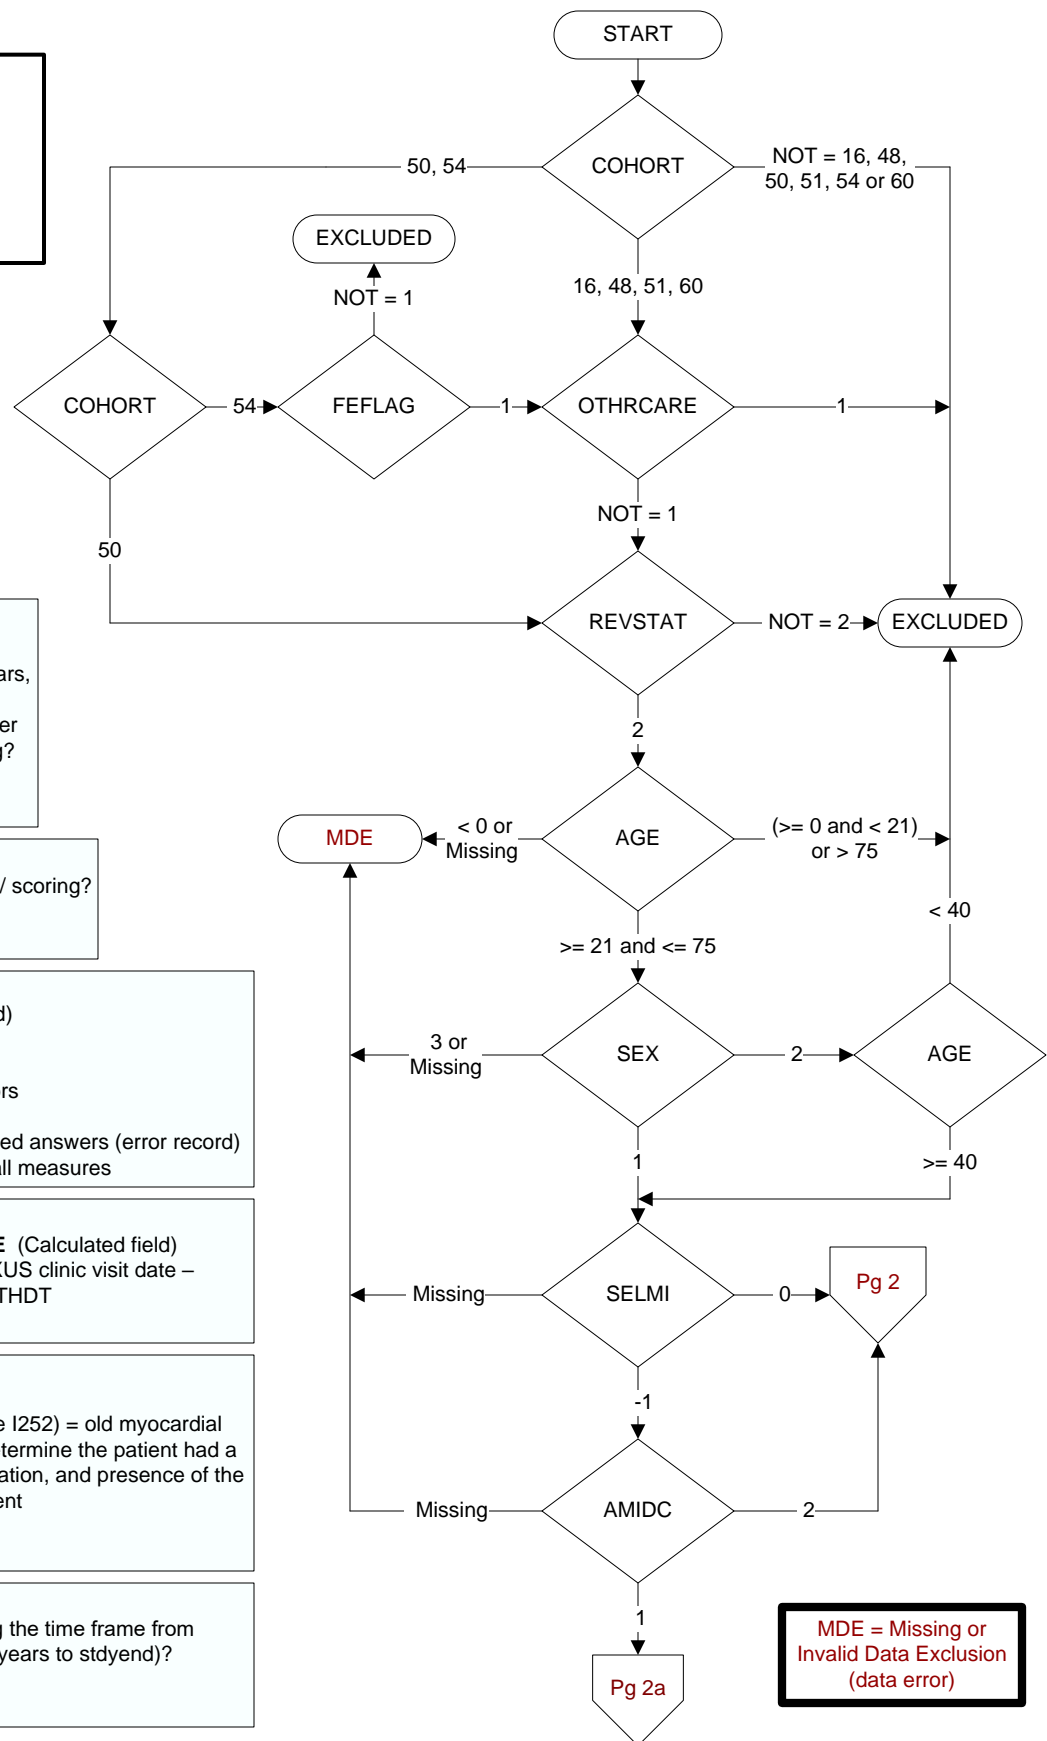 START
COHORT
50, 54
NOT = 16, 48,
50, 51, 54 or 60
EXCLUDED
NOT = 1
16, 48, 51, 60
COHORT
54
FEFLAG
1
OTHRCARE
1
NOT = 1
50
REVSTAT
NOT = 2
EXCLUDED
ars,
er
g?
2
MDE
< 0 or
Missing
AGE
(>= 0 and < 21)
or > 75
/ scoring?
< 40
>= 21 and <= 75
d)
3 or
Missing
SEX
2
AGE
ors
ed answers (error record)
all measures
1
>= 40
E (Calculated field)
XUS clinic visit date –
THDT
Missing
SELMI
0
Pg 2
-1
e I252) = old myocardial
etermine the patient had a
ation, and presence of the
ent
Missing
AMIDC
2
1
g the time frame from
years to stdyend)?
Pg 2a
MDE = Missing or
Invalid Data Exclusion
(data error)